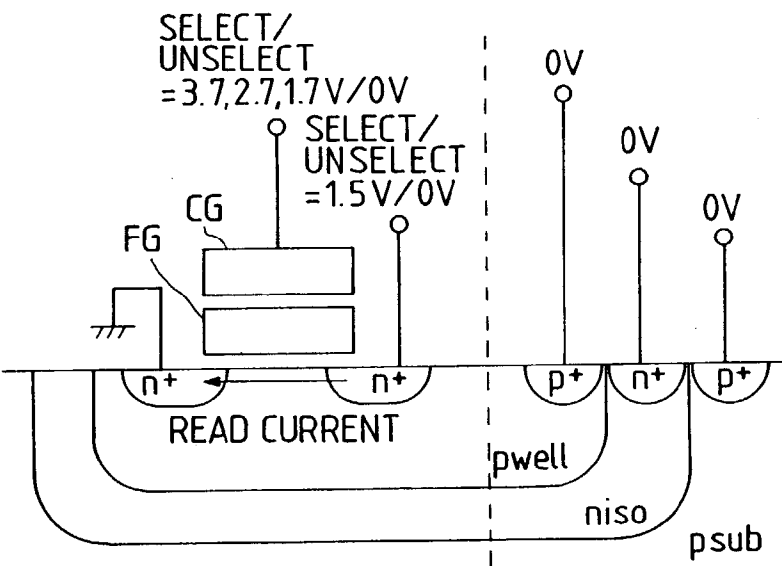 SELECT/
UNSELECT
=3.7,2.7,1.7V/0V
SELECT/
UNSELECT
=1.5V/0V
0V
0V
0V
CG
FG
n+
n+
p+
n+
p+
READ CURRENT
pwell
niso
psub